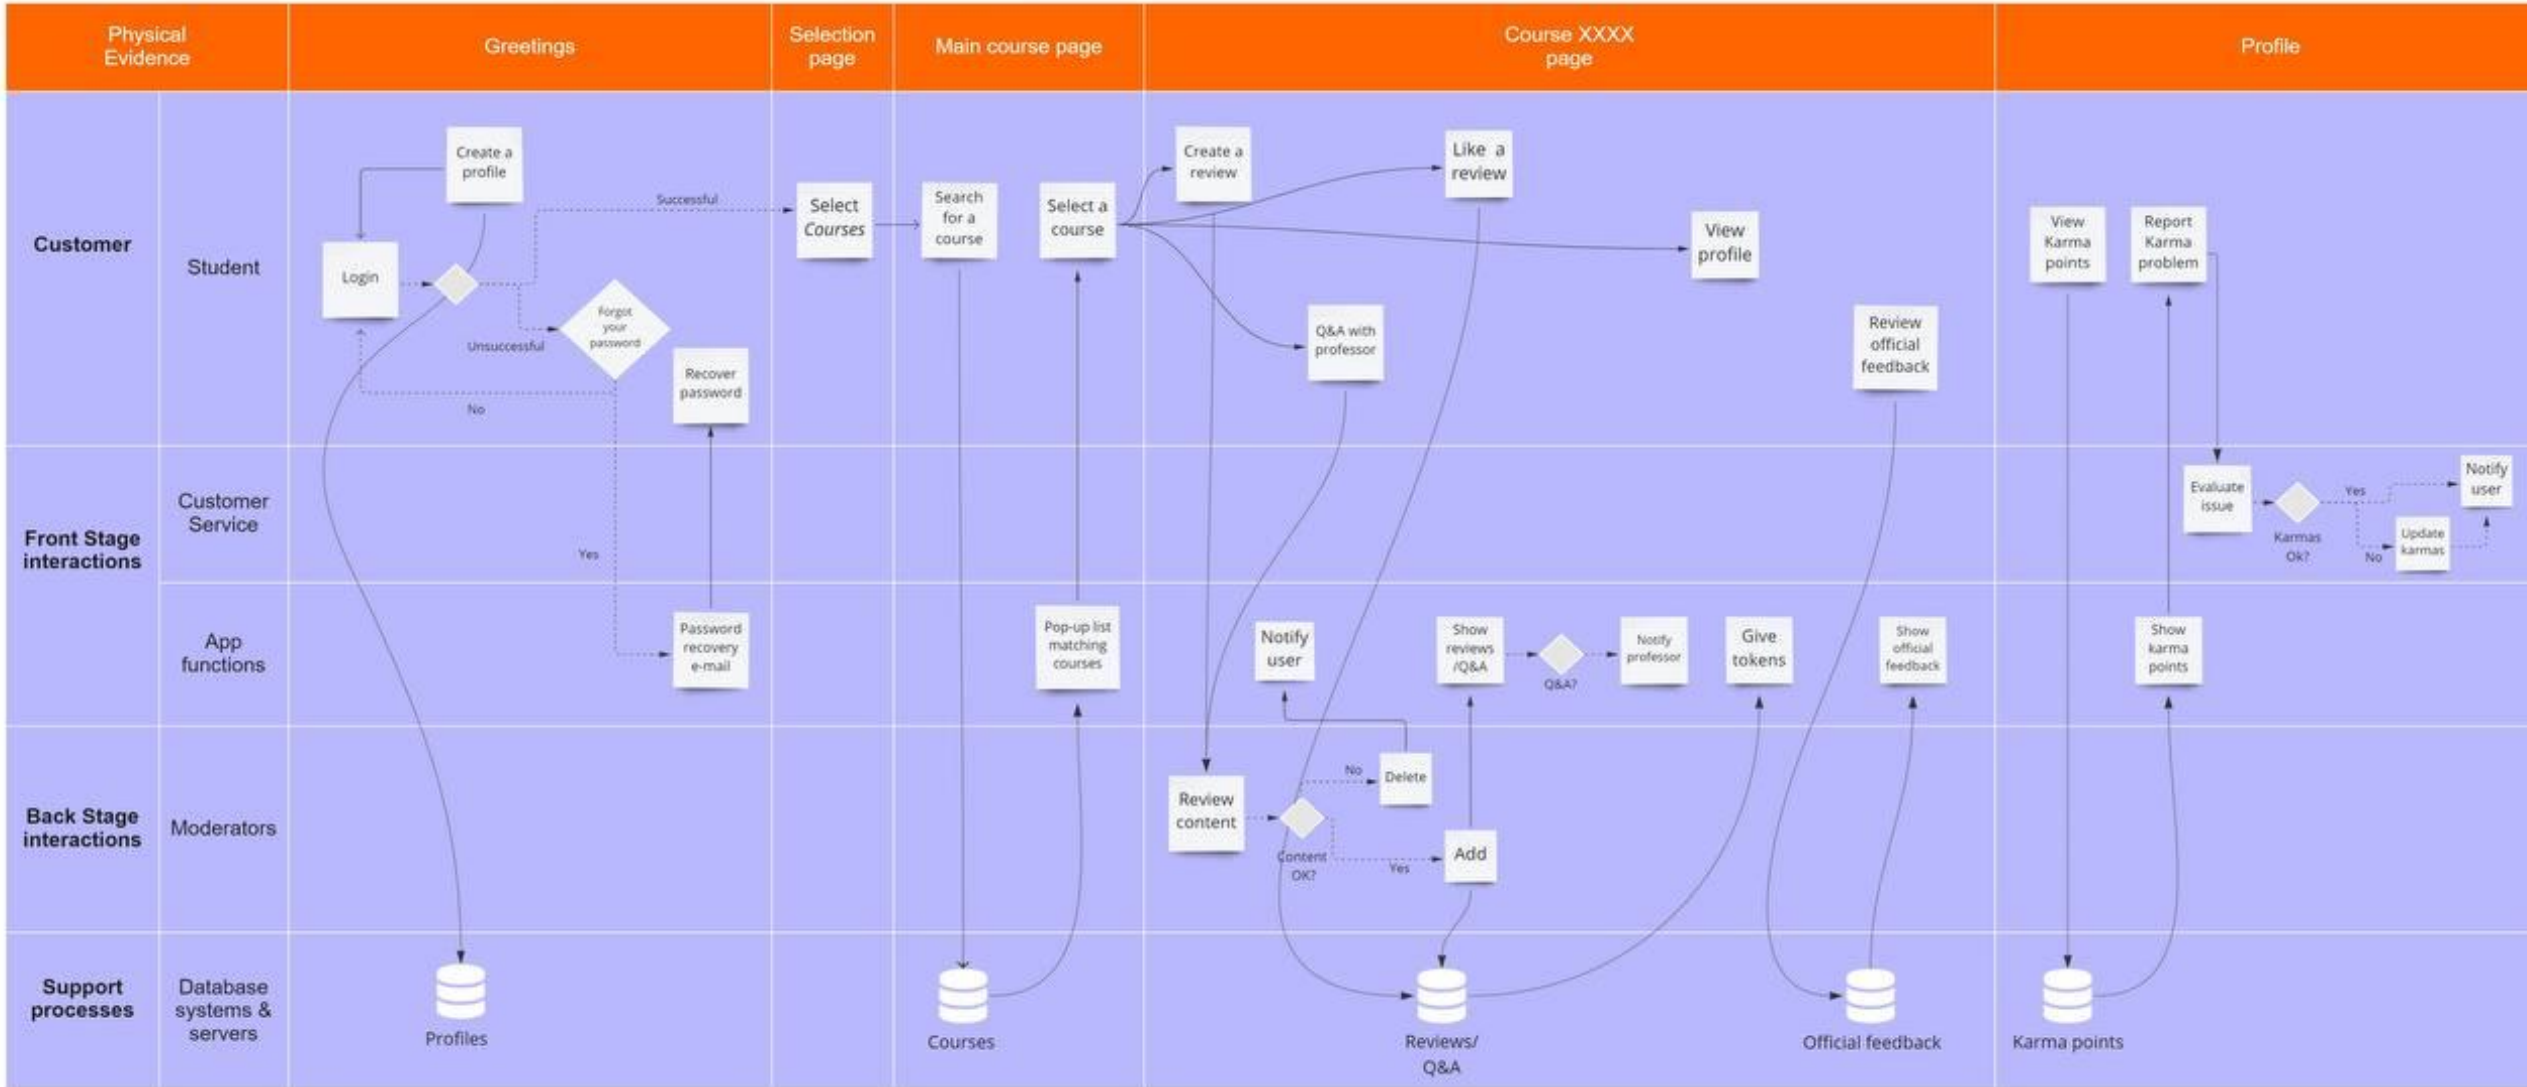 Physical
Evidence
Greetings
Selection
page
Main course page
Course XXXX
page
Profile
Customer
Student
Create a
profile
Login
Successful
Unsuccessful
Forgot
your
password
No
Recover
password
Select
Courses
Search
for a
course
Select a
course
Create a
review
Like a
review
View
profile
Q&A with
professor
Review
official
feedback
View
Karma
points
Report
Karma
problem
Front Stage
interactions
Customer
Service
Yes
Evaluate
issue
Karmas
Ok?
Yes
No
Notify
user
Update
karmas
App
functions
Password
recovery
e-mail
Pop-up list
matching
courses
Notify
user
Show
reviews
/Q&A
Q&A?
Notify
professor
Give
tokens
Show
official
feedback
Show
karma
points
Back Stage
interactions
Moderators
Review
content
Content
OK?
No
Delete
Yes
Add
Support
processes
Database
systems &
servers
Profiles
Courses
Reviews/
Q&A
Official feedback
Karma points